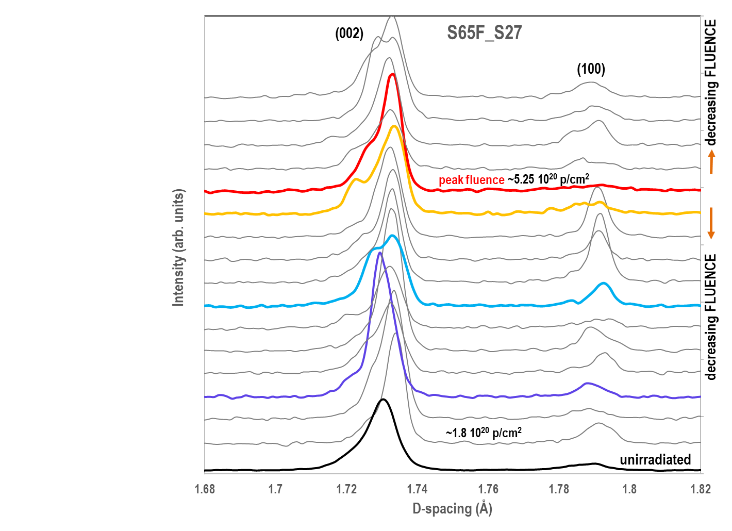 S65F_S27
(002)
(100)
decreasing FLUENCE
peak fluence ~5.25 10²⁰ p/cm²
Intensity (arb. units)
decreasing FLUENCE
~1.8 10²⁰ p/cm²
unirradiated
1.68 1.7 1.72 1.74 1.76 1.78 1.8 1.82
D-spacing (Å)